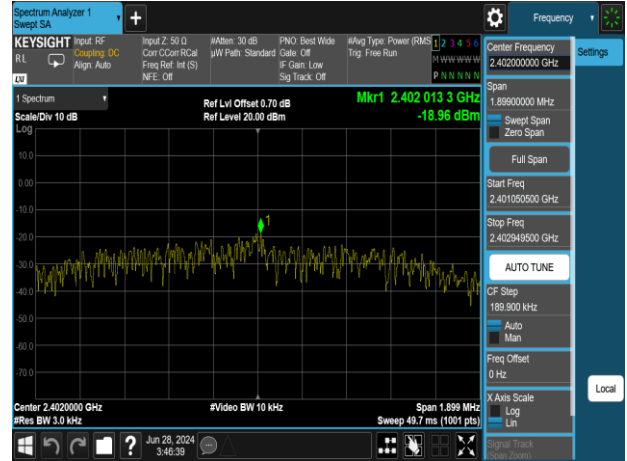 Spectrum Analyzer 1
Swept SA
Frequency
KEYSIGHT
Input: RF
Input Z: 50 Ω
#Atten: 30 dB
PNO: Best Wide
#Avg Type: Power (RMS
1 2 3 4 5 6
RL
Coupling: DC
Corr CCorr RCal
µW Path: Standard
Gate: Off
Trig: Free Run
M W W W W W
Align: Auto
Freq Ref: Int (S)
IF Gain: Low
NFE: Off
Sig Track: Off
P N N N N N
LXI
1 Spectrum
Ref Lvl Offset 0.70 dB
Mkr1 2.402 013 3 GHz
Scale/Div 10 dB
Ref Level 20.00 dBm
-18.96 dBm
Log
10.0
0.00
-10.0
1
-20.0
-30.0
-40.0
-50.0
-60.0
-70.0
Center 2.4020000 GHz
#Video BW 10 kHz
Span 1.899 MHz
#Res BW 3.0 kHz
Sweep 49.7 ms (1001 pts)
?
Jun 28, 2024
3:46:39
Center Frequency
2.402000000 GHz
Settings
Span
1.89900000 MHz
Swept Span
Zero Span
Full Span
Start Freq
2.401050500 GHz
Stop Freq
2.402949500 GHz
AUTO TUNE
CF Step
189.900 kHz
Auto
Man
Freq Offset
0 Hz
X Axis Scale
Log
Lin
Local
Signal Track
(Span Zoom)